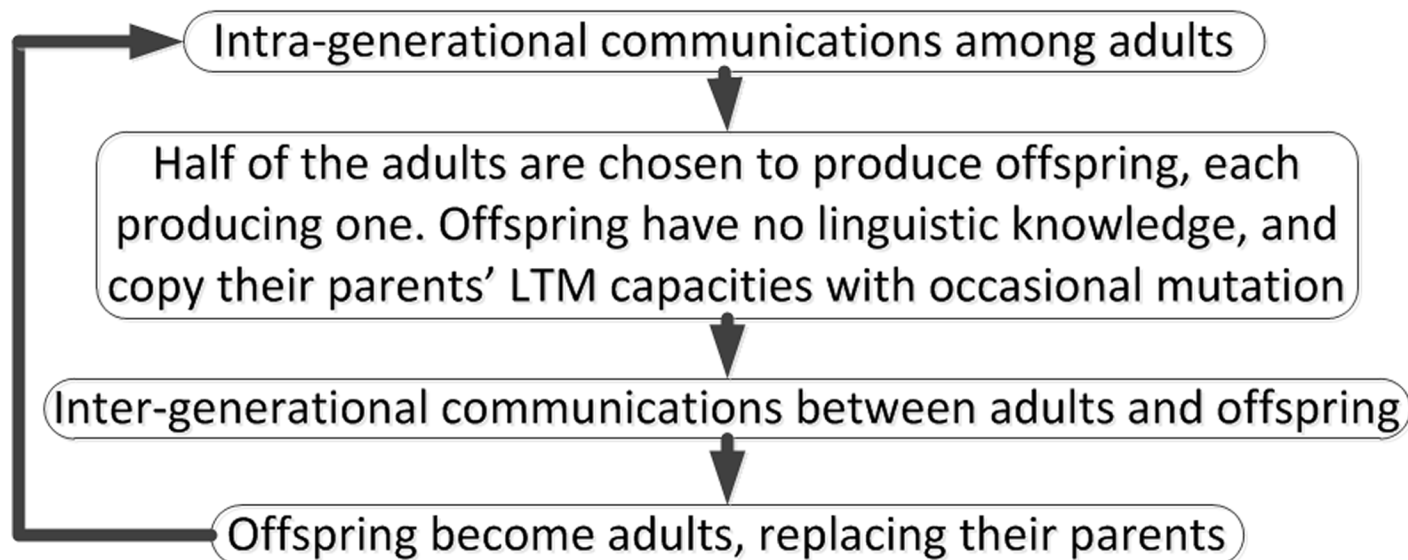 Intra-generational communications among adults
Half of the adults are chosen to produce offspring, each
producing one. Offspring have no linguistic knowledge, and
copy their parents’ LTM capacities with occasional mutation
Inter-generational communications between adults and offspring
Offspring become adults, replacing their parents